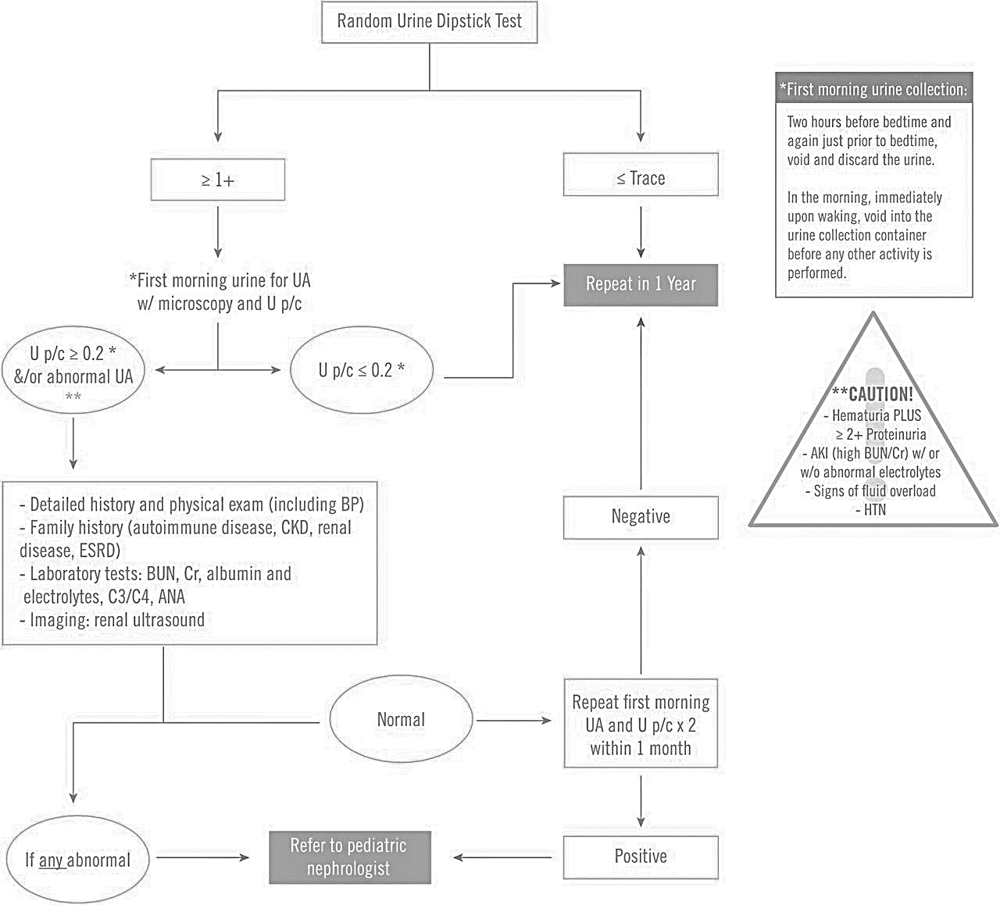 Random Urine Dipstick Test
≥ 1+
≤ Trace
*First morning urine for UA
w/ microscopy and U p/c
Repeat in 1 Year
U p/c ≥ 0.2 *
&/or abnormal UA
**
U p/c ≤ 0.2 *
- Detailed history and physical exam (including BP)
- Family history (autoimmune disease, CKD, renal
disease, ESRD)
- Laboratory tests: BUN, Cr, albumin and
electrolytes, C3/C4, ANA
- Imaging: renal ultrasound
Negative
Normal
Repeat first morning
UA and U p/c x 2
within 1 month
If any abnormal
Refer to pediatric
nephrologist
Positive
*First morning urine collection:
Two hours before bedtime and
again just prior to bedtime,
void and discard the urine.
In the morning, immediately
upon waking, void into the
urine collection container
before any other activity is
performed.
**CAUTION!
- Hematuria PLUS
≥ 2+ Proteinuria
- AKI (high BUN/Cr) w/ or
w/o abnormal electrolytes
- Signs of fluid overload
- HTN